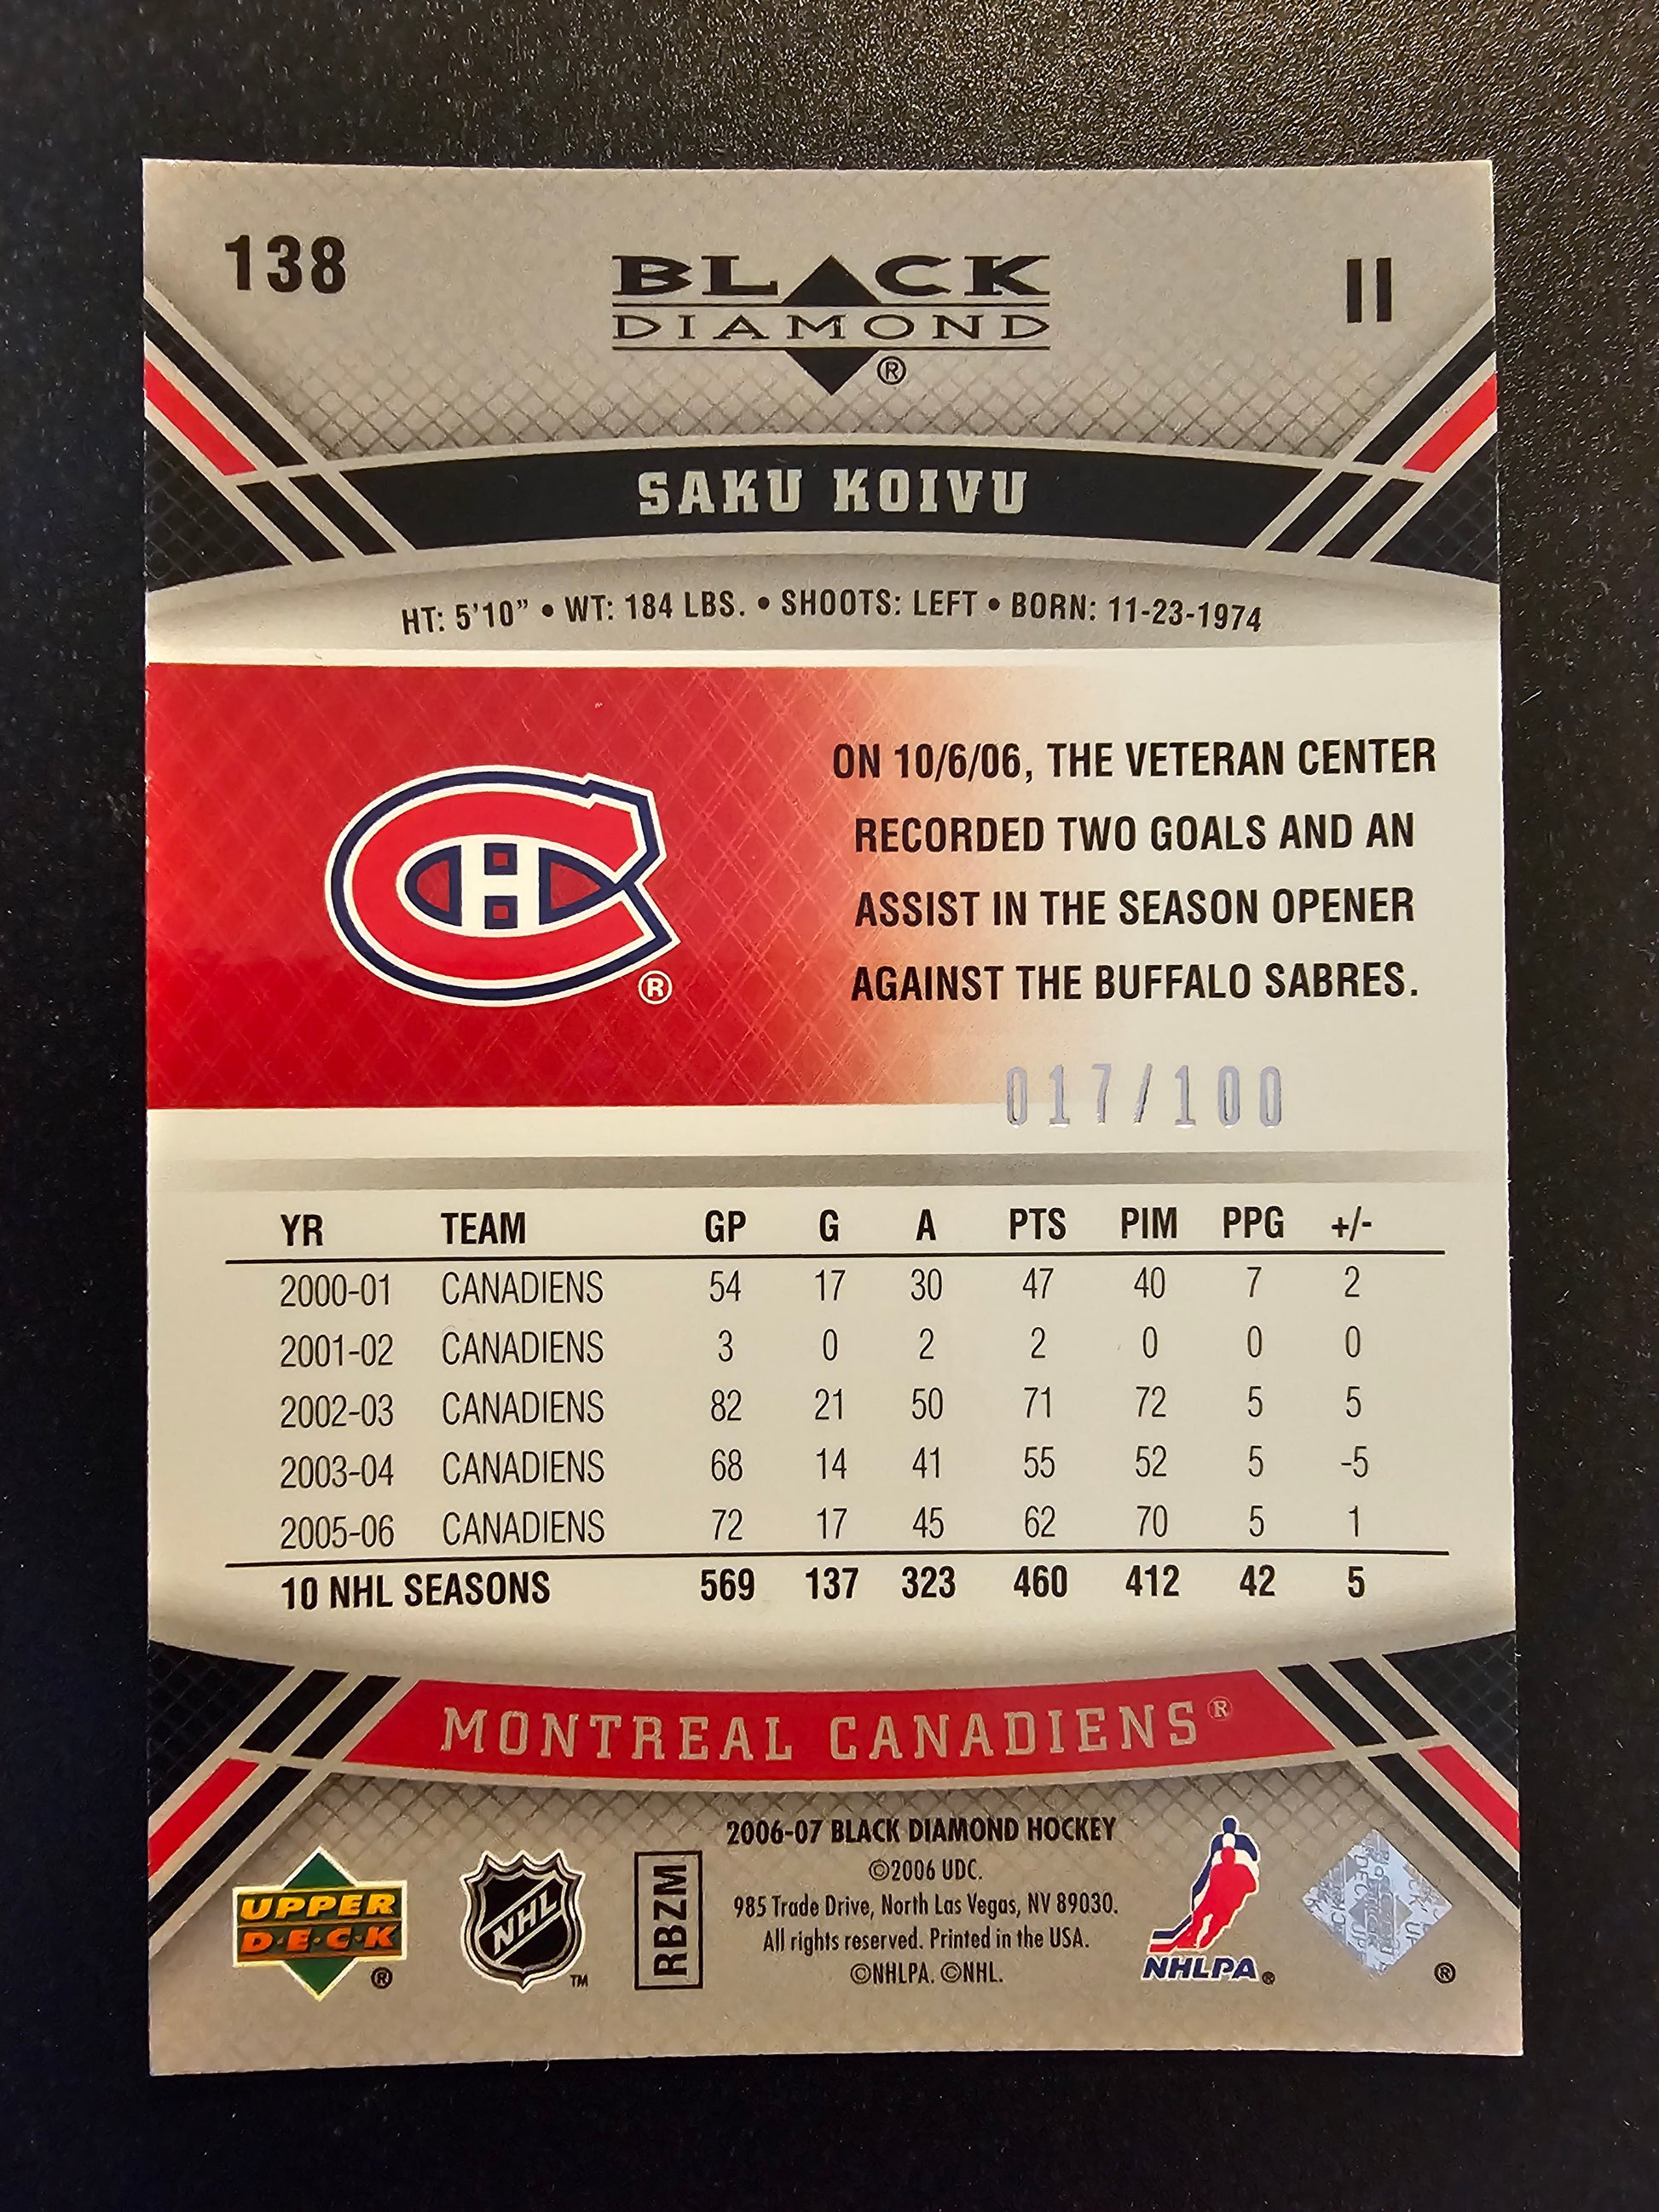 138
BLACK
DIAMOND
®
II
SAKU KOIVU
HT: 5'10” • WT: 184 LBS. • SHOOTS: LEFT • BORN: 11-23-1974
®
ON 10/6/06, THE VETERAN CENTER
RECORDED TWO GOALS AND AN
ASSIST IN THE SEASON OPENER
AGAINST THE BUFFALO SABRES.
017/100
YR TEAM GP G A PTS PIM PPG +/-
2000-01 CANADIENS 54 17 30 47 40 7 2
2001-02 CANADIENS 3 0 2 2 0 0 0
2002-03 CANADIENS 82 21 50 71 72 5 5
2003-04 CANADIENS 68 14 41 55 52 5 -5
2005-06 CANADIENS 72 17 45 62 70 5 1
10 NHL SEASONS 569 137 323 460 412 42 5
MONTREAL CANADIENS®
UPPER
D·E·C·K
®
NHL
TM
RBZM
2006-07 BLACK DIAMOND HOCKEY
©2006 UDC.
985 Trade Drive, North Las Vegas, NV 89030.
All rights reserved. Printed in the USA.
©NHLPA. ©NHL.
NHLPA®
®